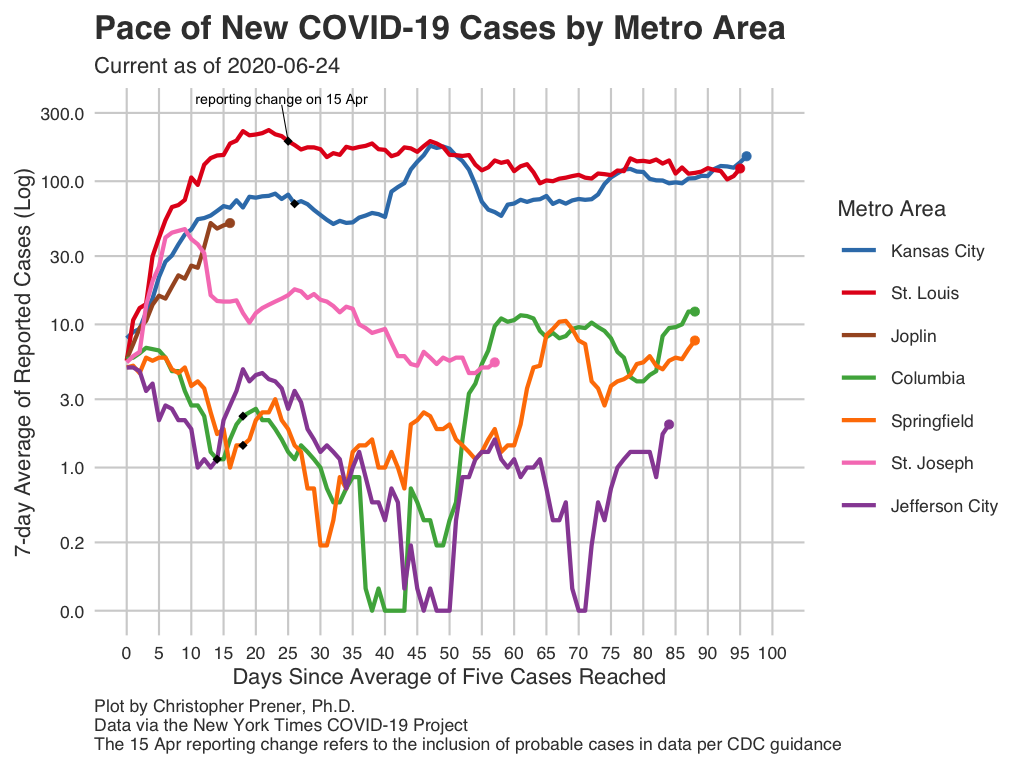 Pace of New COVID-19 Cases by Metro Area
Current as of 2020-06-24
reporting change on 15 Apr
7-day Average of Reported Cases (Log)
300.0
100.0
30.0
10.0
3.0
1.0
0.2
0.0
0 5 10 15 20 25 30 35 40 45 50 55 60 65 70 75 80 85 90 95 100
Days Since Average of Five Cases Reached
Metro Area
Kansas City
St. Louis
Joplin
Columbia
Springfield
St. Joseph
Jefferson City
Plot by Christopher Prener, Ph.D.
Data via the New York Times COVID-19 Project
The 15 Apr reporting change refers to the inclusion of probable cases in data per CDC guidance